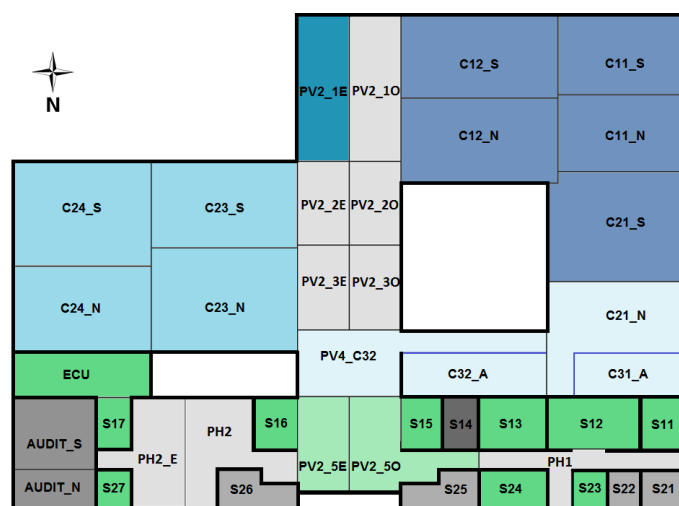 C12_S
C11_S
PV2_1E
PV2_1O
N
C12_N
C11_N
C24_S
C23_S
PV2_2E
PV2_2O
C21_S
PV2_3E
PV2_3O
C24_N
C23_N
C21_N
PV4_C32
ECU
C32_A
C31_A
S17
S16
S15
S14
S13
S12
S11
AUDIT_S
PH2
PH2_E
PV2_5E
PV2_5O
PH1
AUDIT_N
S27
S26
S25
S24
S23
S22
S21